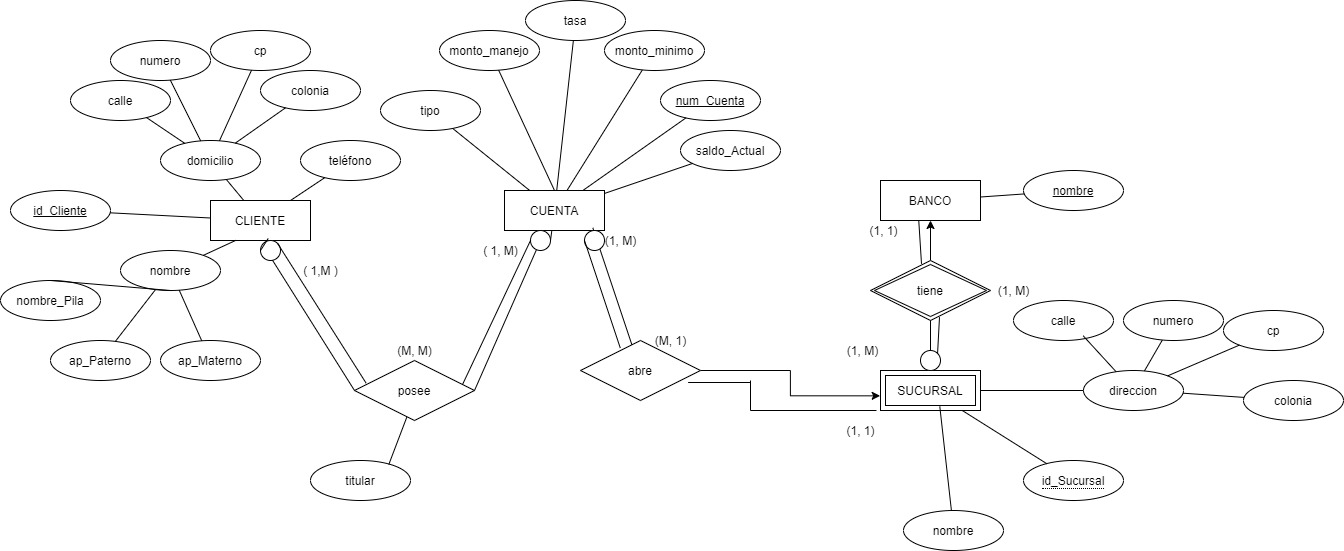 tasa
monto_manejo
monto_minimo
numero
cp
colonia
calle
tipo
num_Cuenta
saldo_Actual
domicilio
teléfono
id_Cliente
CLIENTE
CUENTA
BANCO
nombre
(1, 1)
( 1, M)
(1, M)
nombre
( 1,M )
nombre_Pila
ap_Paterno
ap_Materno
tiene
(1, M)
calle
numero
cp
(M, M)
(M, 1)
(1, M)
posee
abre
SUCURSAL
direccion
colonia
(1, 1)
titular
id_Sucursal
nombre